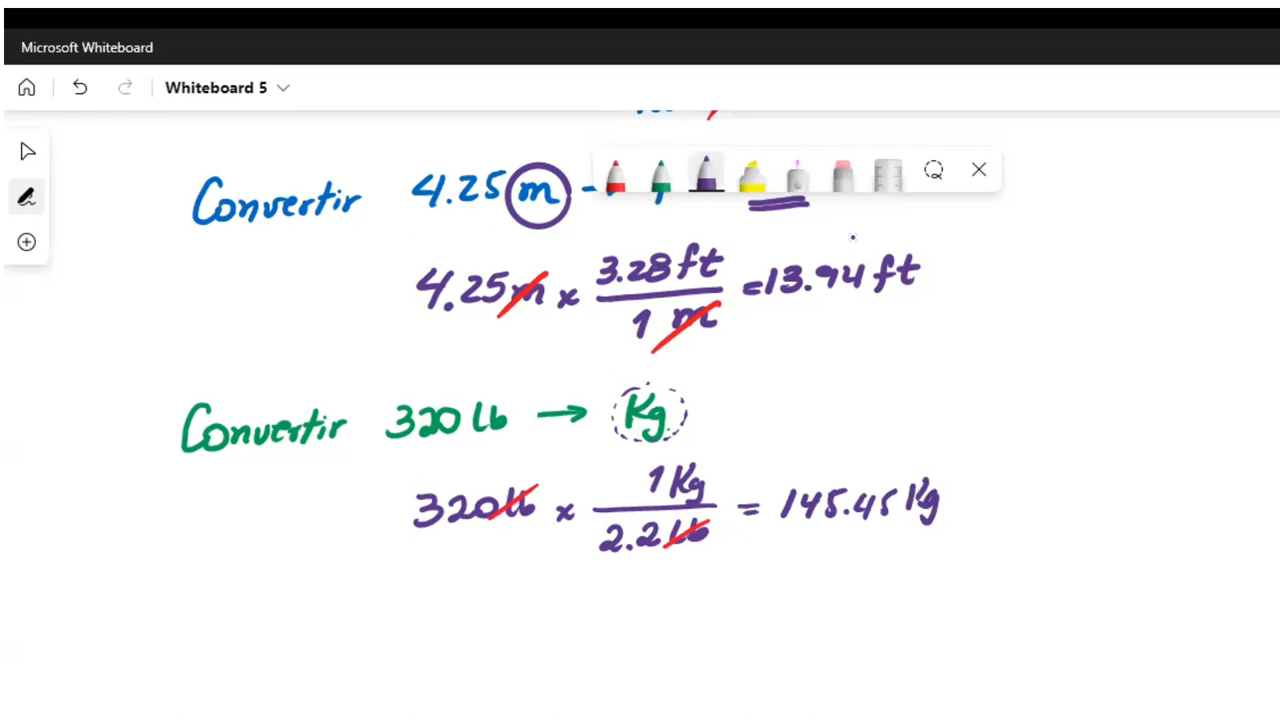 Microsoft Whiteboard
Whiteboard 5
Convertir 4.25 m
4.25 m x 3.28 ft / 1 m = 13.94 ft
Convertir 320 lb → Kg
320 lb x 1 Kg / 2.2 lb = 145.45 Kg